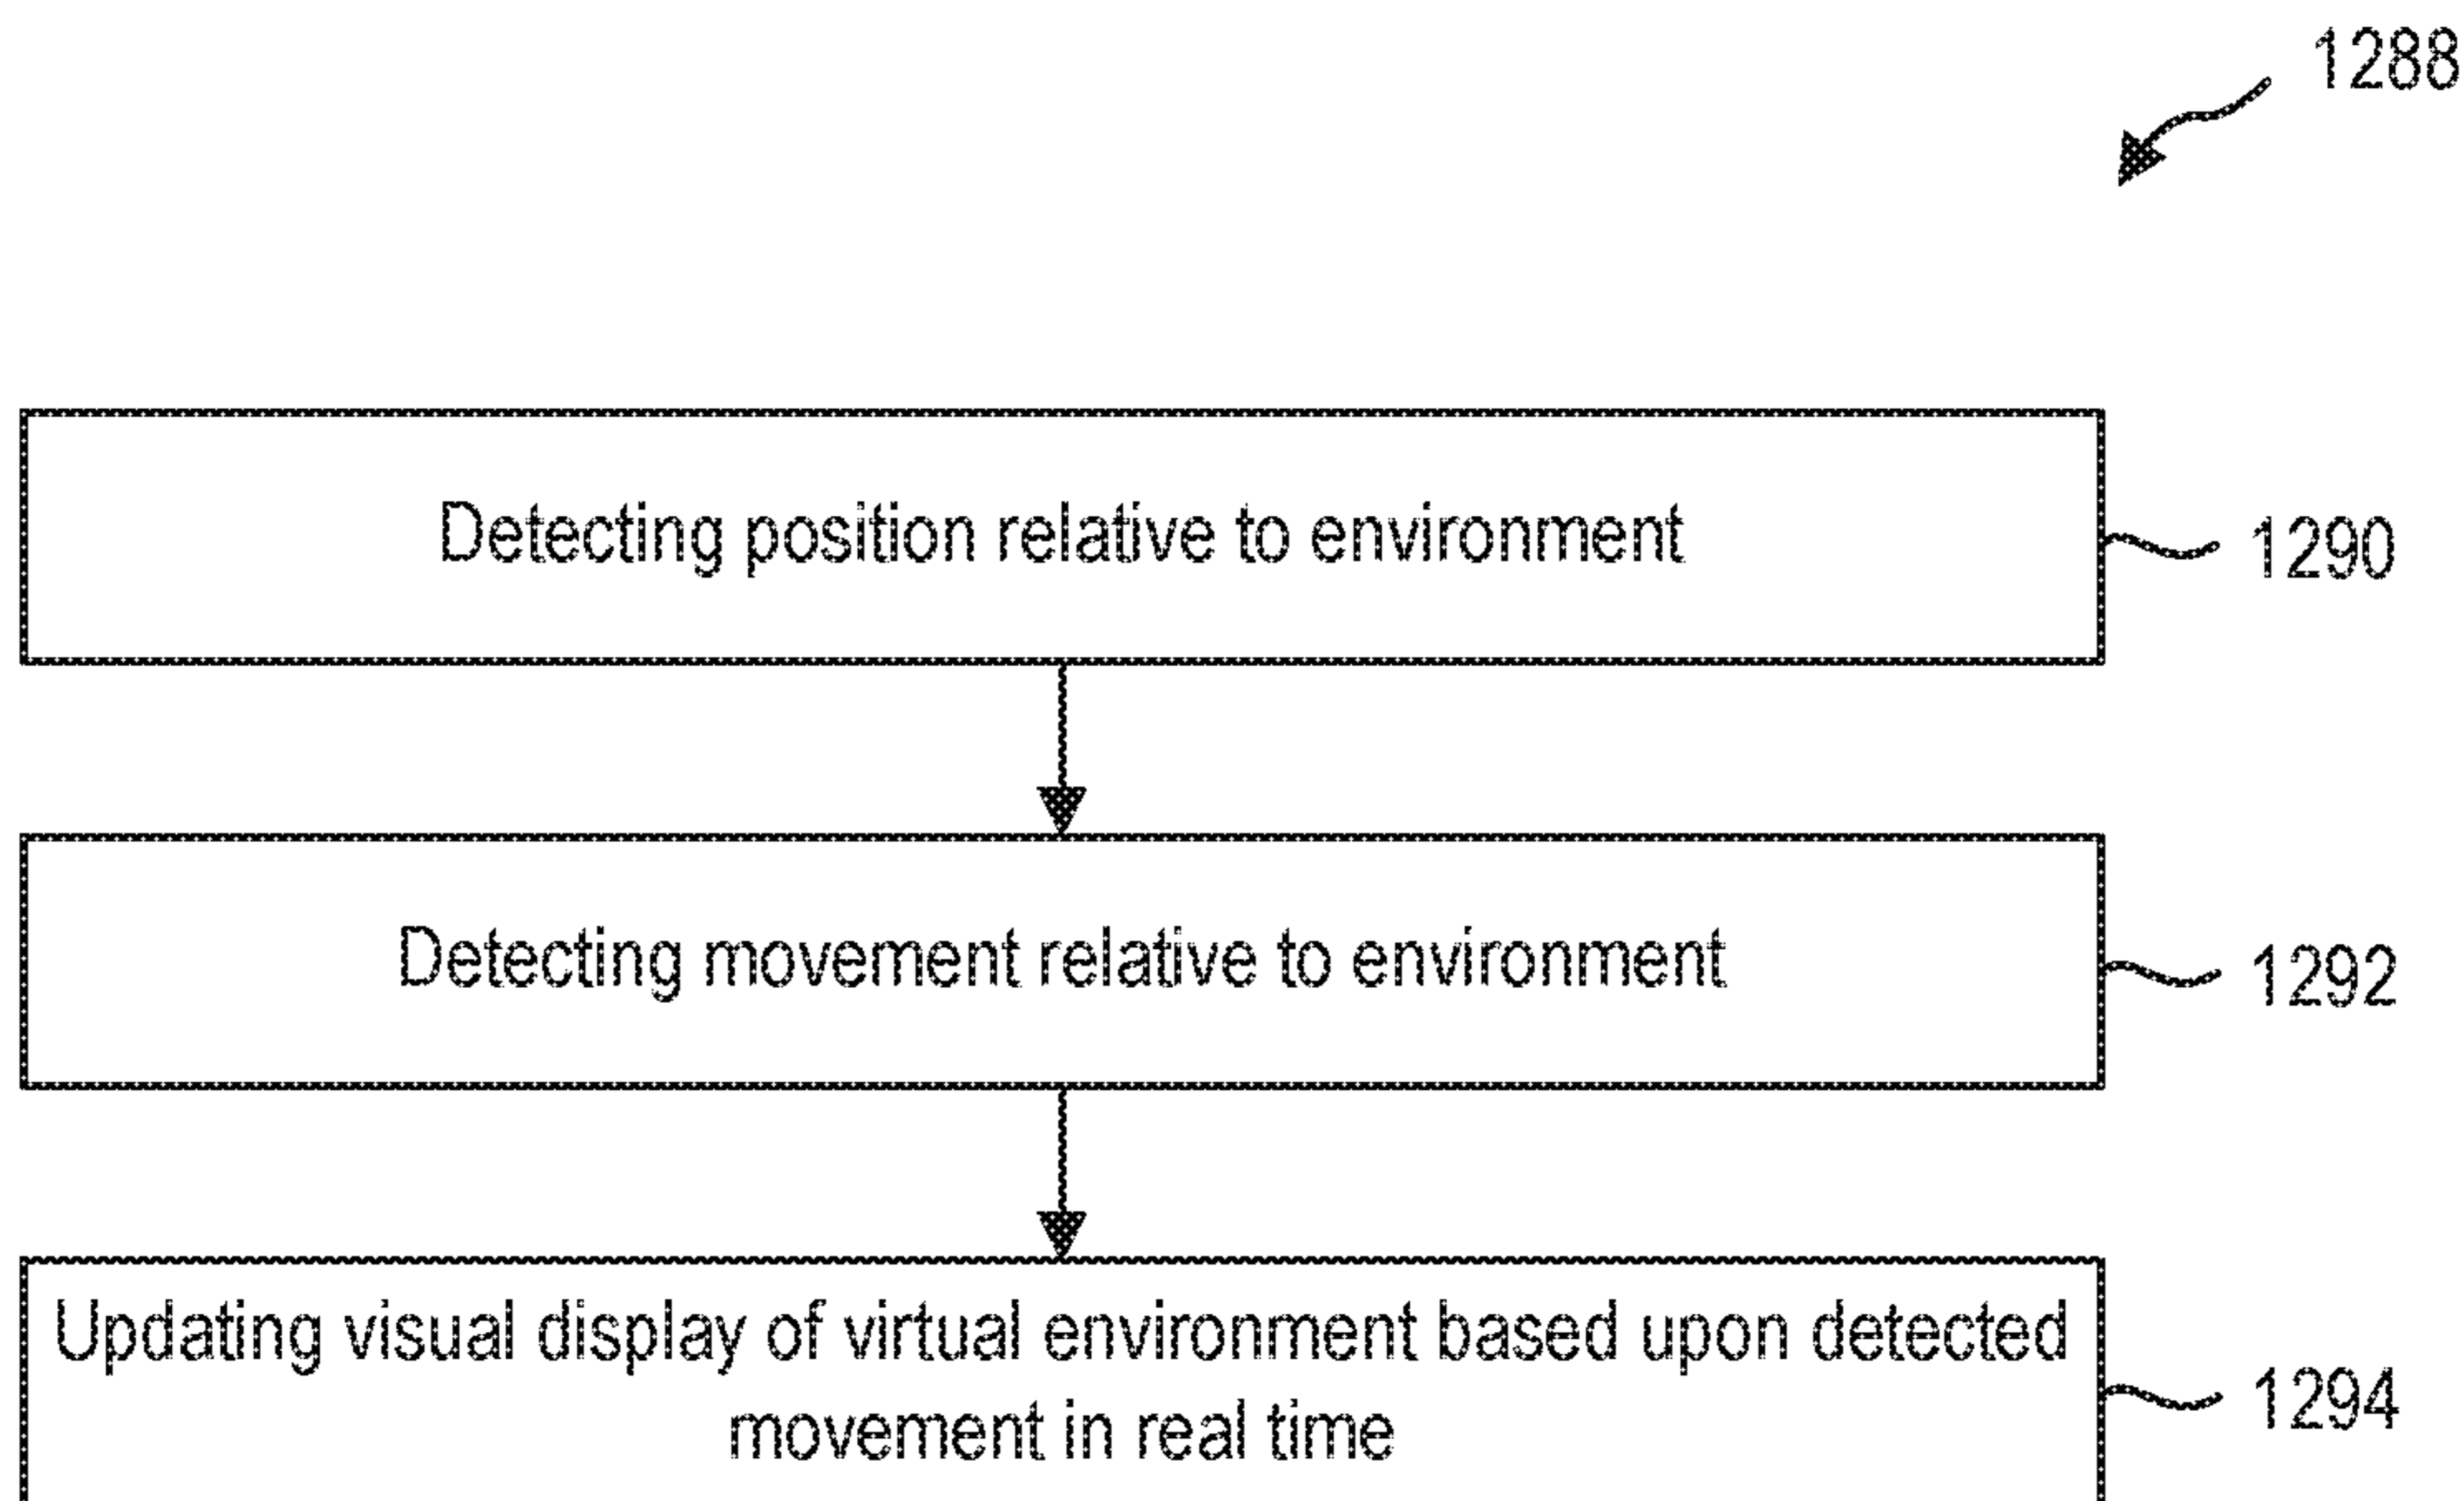 1288
Detecting position relative to environment
1290
Detecting movement relative to environment
1292
Updating visual display of virtual environment based upon detected
movement in real time
1294